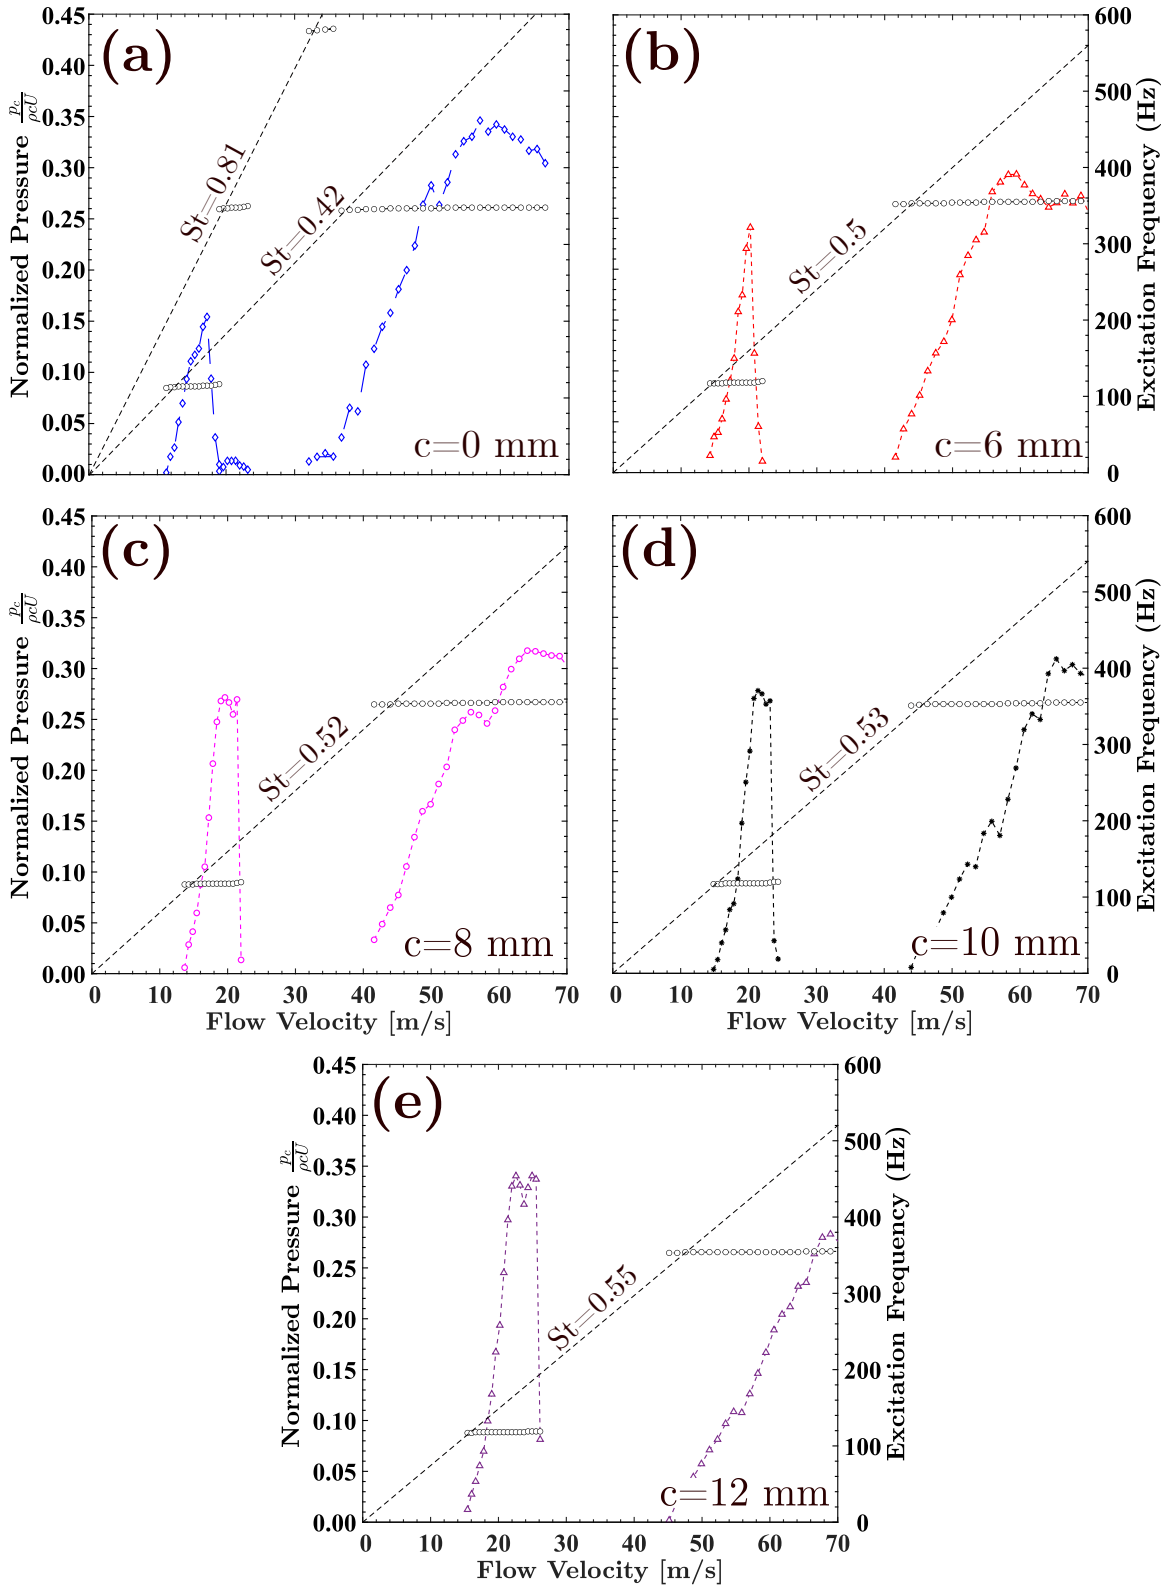 (a)
0.45
0.40
0.35
0.30
0.25
0.20
0.15
0.10
0.05
0.00
Normalized Pressure p_c/ρcU
St=0.81
St=0.42
c=0 mm
(b)
600
500
400
300
200
100
0
Excitation Frequency (Hz)
St=0.5
c=6 mm
(c)
0.45
0.40
0.35
0.30
0.25
0.20
0.15
0.10
0.05
0.00
Normalized Pressure p_c/ρcU
St=0.52
c=8 mm
0 10 20 30 40 50 60 70
Flow Velocity [m/s]
(d)
600
500
400
300
200
100
0
Excitation Frequency (Hz)
St=0.53
c=10 mm
0 10 20 30 40 50 60 70
Flow Velocity [m/s]
(e)
0.45
0.40
0.35
0.30
0.25
0.20
0.15
0.10
0.05
0.00
Normalized Pressure p_c/ρcU
St=0.55
c=12 mm
600
500
400
300
200
100
0
Excitation Frequency (Hz)
0 10 20 30 40 50 60 70
Flow Velocity [m/s]